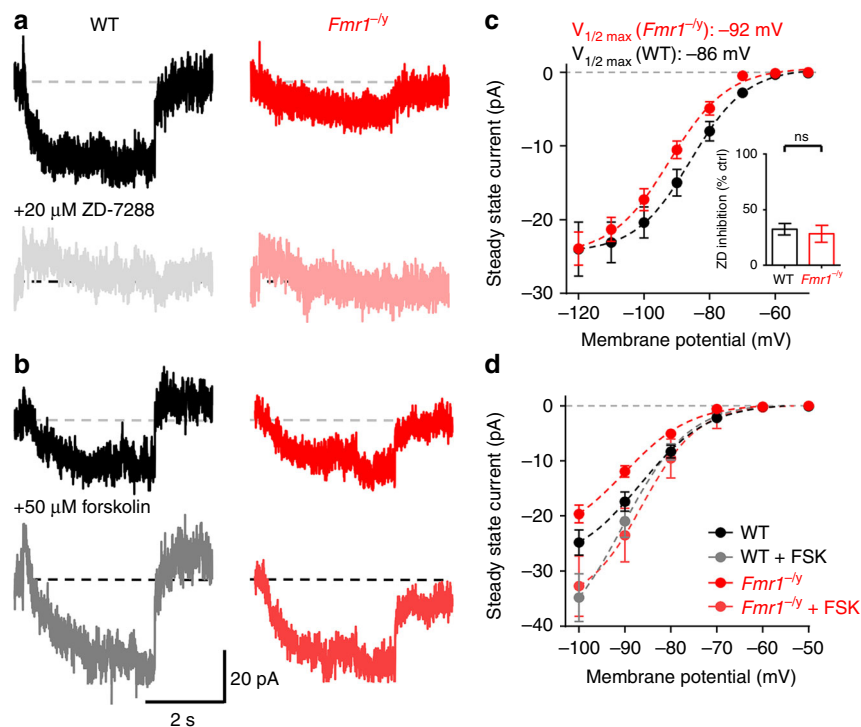 a
WT
Fmr1–/y
+20 μM ZD-7288
b
+50 μM forskolin
20 pA
2 s
c
V1/2 max (Fmr1–/y): –92 mV
V1/2 max (WT): –86 mV
0
–10
–20
–30
Steady state current (pA)
–120
–100
–80
–60
Membrane potential (mV)
ns
100
50
0
ZD inhibition (% ctrl)
WT
Fmr1–/y
d
0
–10
–20
–30
–40
Steady state current (pA)
WT
WT + FSK
Fmr1–/y
Fmr1–/y + FSK
–100
–90
–80
–70
–60
–50
Membrane potential (mV)